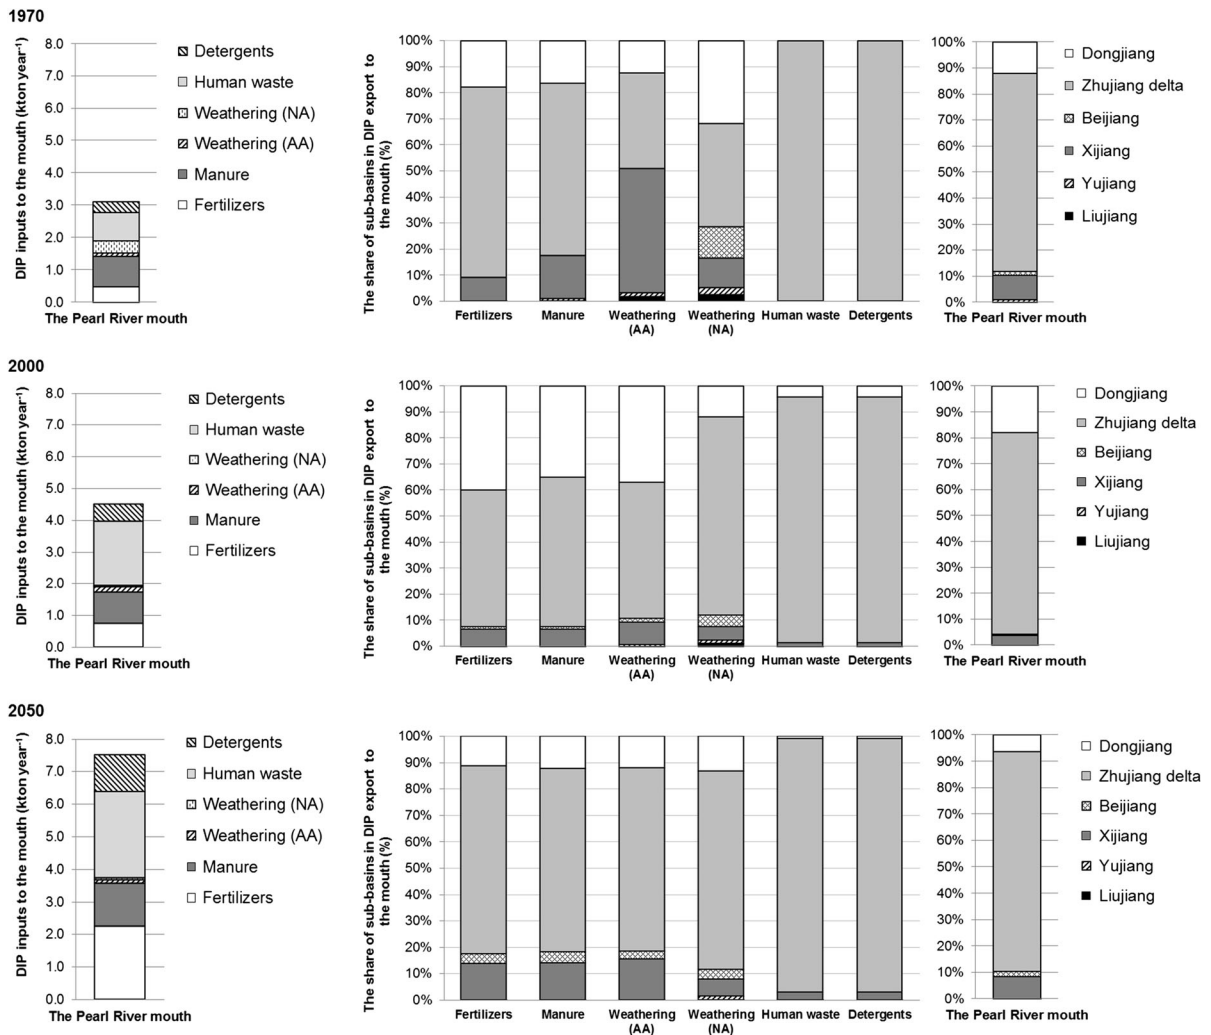 1970
DIP inputs to the mouth (kton year⁻¹)
8.0
7.0
6.0
5.0
4.0
3.0
2.0
1.0
0.0
The Pearl River mouth
Detergents
Human waste
Weathering (NA)
Weathering (AA)
Manure
Fertilizers
The share of sub-basins in DIP export to
the mouth (%)
100%
90%
80%
70%
60%
50%
40%
30%
20%
10%
0%
Fertilizers
Manure
Weathering
(AA)
Weathering
(NA)
Human waste
Detergents
100%
90%
80%
70%
60%
50%
40%
30%
20%
10%
0%
The Pearl River mouth
Dongjiang
Zhujiang delta
Beijiang
Xijiang
Yujiang
Liujiang
2000
DIP inputs to the mouth (kton year⁻¹)
8.0
7.0
6.0
5.0
4.0
3.0
2.0
1.0
0.0
The Pearl River mouth
Detergents
Human waste
Weathering (NA)
Weathering (AA)
Manure
Fertilizers
The share of sub-basins in DIP export to
the mouth (%)
100%
90%
80%
70%
60%
50%
40%
30%
20%
10%
0%
Fertilizers
Manure
Weathering
(AA)
Weathering
(NA)
Human waste
Detergents
100%
90%
80%
70%
60%
50%
40%
30%
20%
10%
0%
The Pearl River mouth
Dongjiang
Zhujiang delta
Beijiang
Xijiang
Yujiang
Liujiang
2050
DIP inputs to the mouth (kton year⁻¹)
8.0
7.0
6.0
5.0
4.0
3.0
2.0
1.0
0.0
The Pearl River mouth
Detergents
Human waste
Weathering (NA)
Weathering (AA)
Manure
Fertilizers
The share of sub-basins in DIP export to
the mouth (%)
100%
90%
80%
70%
60%
50%
40%
30%
20%
10%
0%
Fertilizers
Manure
Weathering
(AA)
Weathering
(NA)
Human waste
Detergents
100%
90%
80%
70%
60%
50%
40%
30%
20%
10%
0%
The Pearl River mouth
Dongjiang
Zhujiang delta
Beijiang
Xijiang
Yujiang
Liujiang